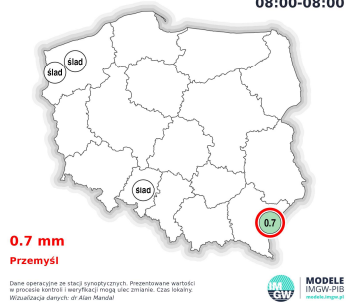 08:00-08:00
ślad
ślad
ślad
0.7
0.7 mm
Przemyśl
Dane operacyjne ze stacji synoptycznych. Prezentowane wartości
w procesie kontroli i weryfikacji mogą ulec zmianie. Czas lokalny.
Wizualizacja danych: dr Alan Mandal
IM
GW
MODELE
IMGW-PIB
modele.imgw.pl